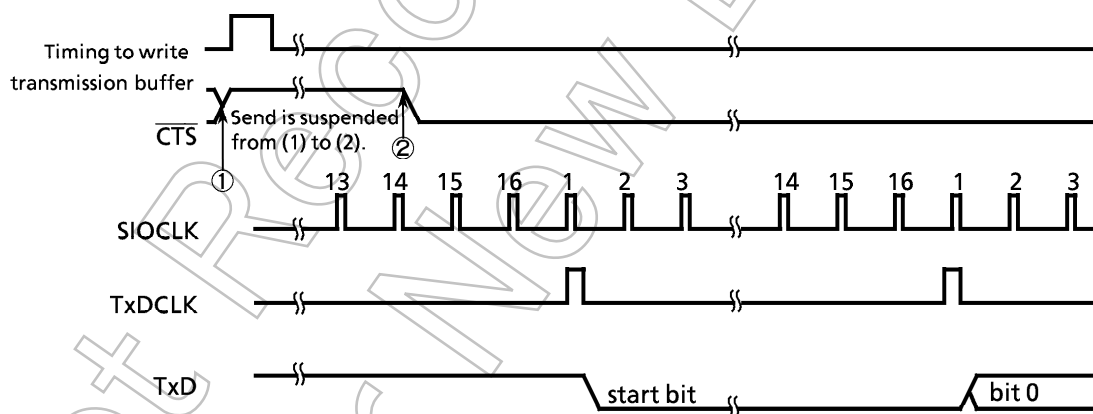 Timing to write
transmission buffer
CTS
Send is suspended
from (1) to (2).
①
②
13 14 15 16 1 2 3 14 15 16 1 2 3
SIOCLK
TxDCLK
TxD
start bit
bit 0